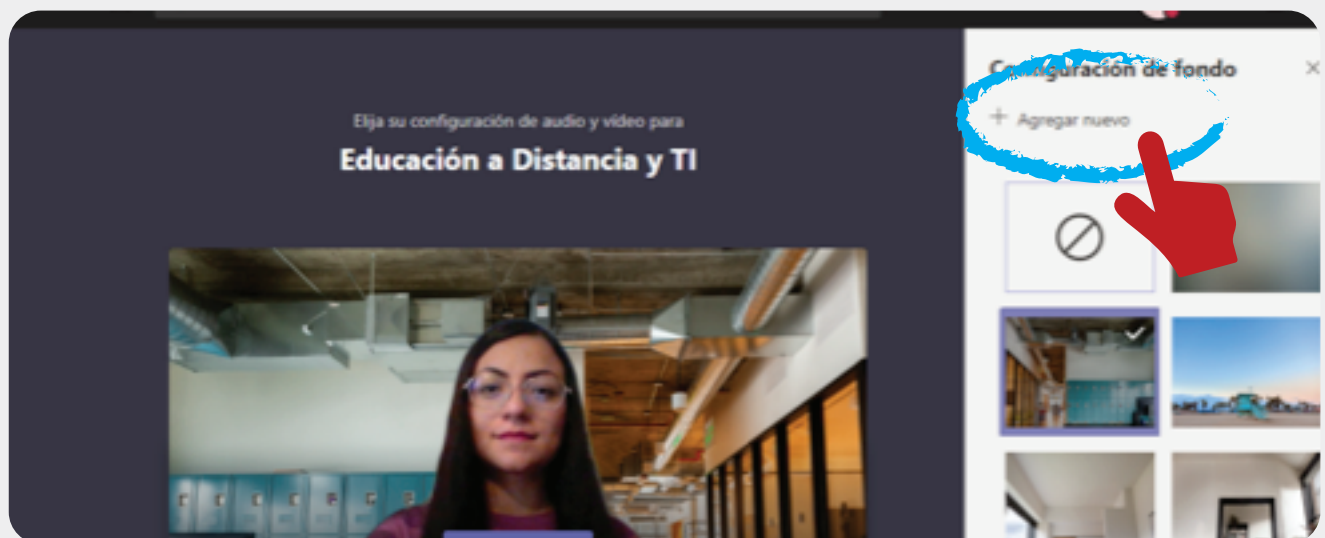 Elija su configuración de audio y vídeo para
Educación a Distancia y TI
Configuración de fondo
Agregar nuevo